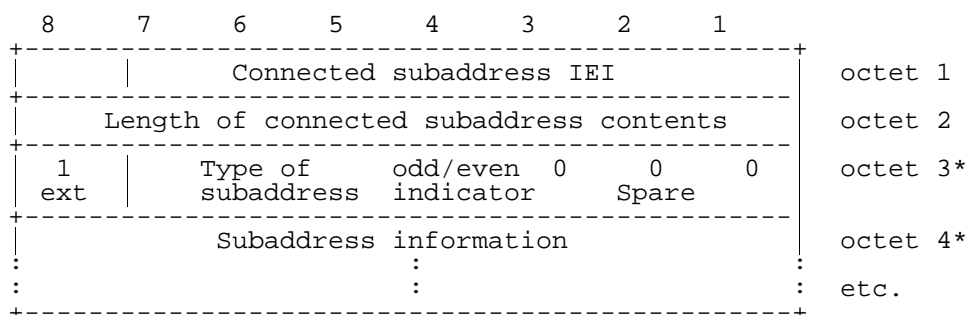 8 7 6 5 4 3 2 1
Connected subaddress IEI octet 1
Length of connected subaddress contents octet 2
1 Type of odd/even 0 0 0 octet 3*
ext subaddress indicator Spare
Subaddress information octet 4*
: : :
: : : etc.